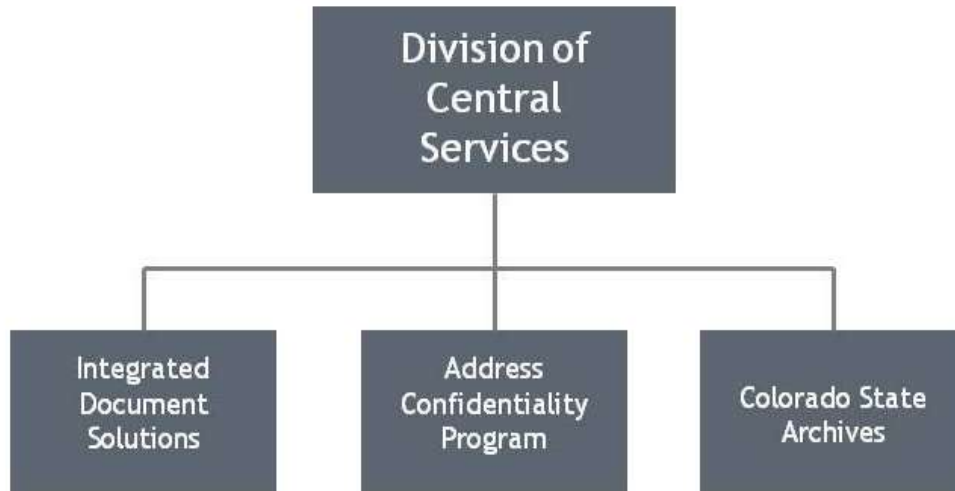 Division of
Central
Services
Integrated
Document
Solutions
Address
Confidentiality
Program
Colorado State
Archives